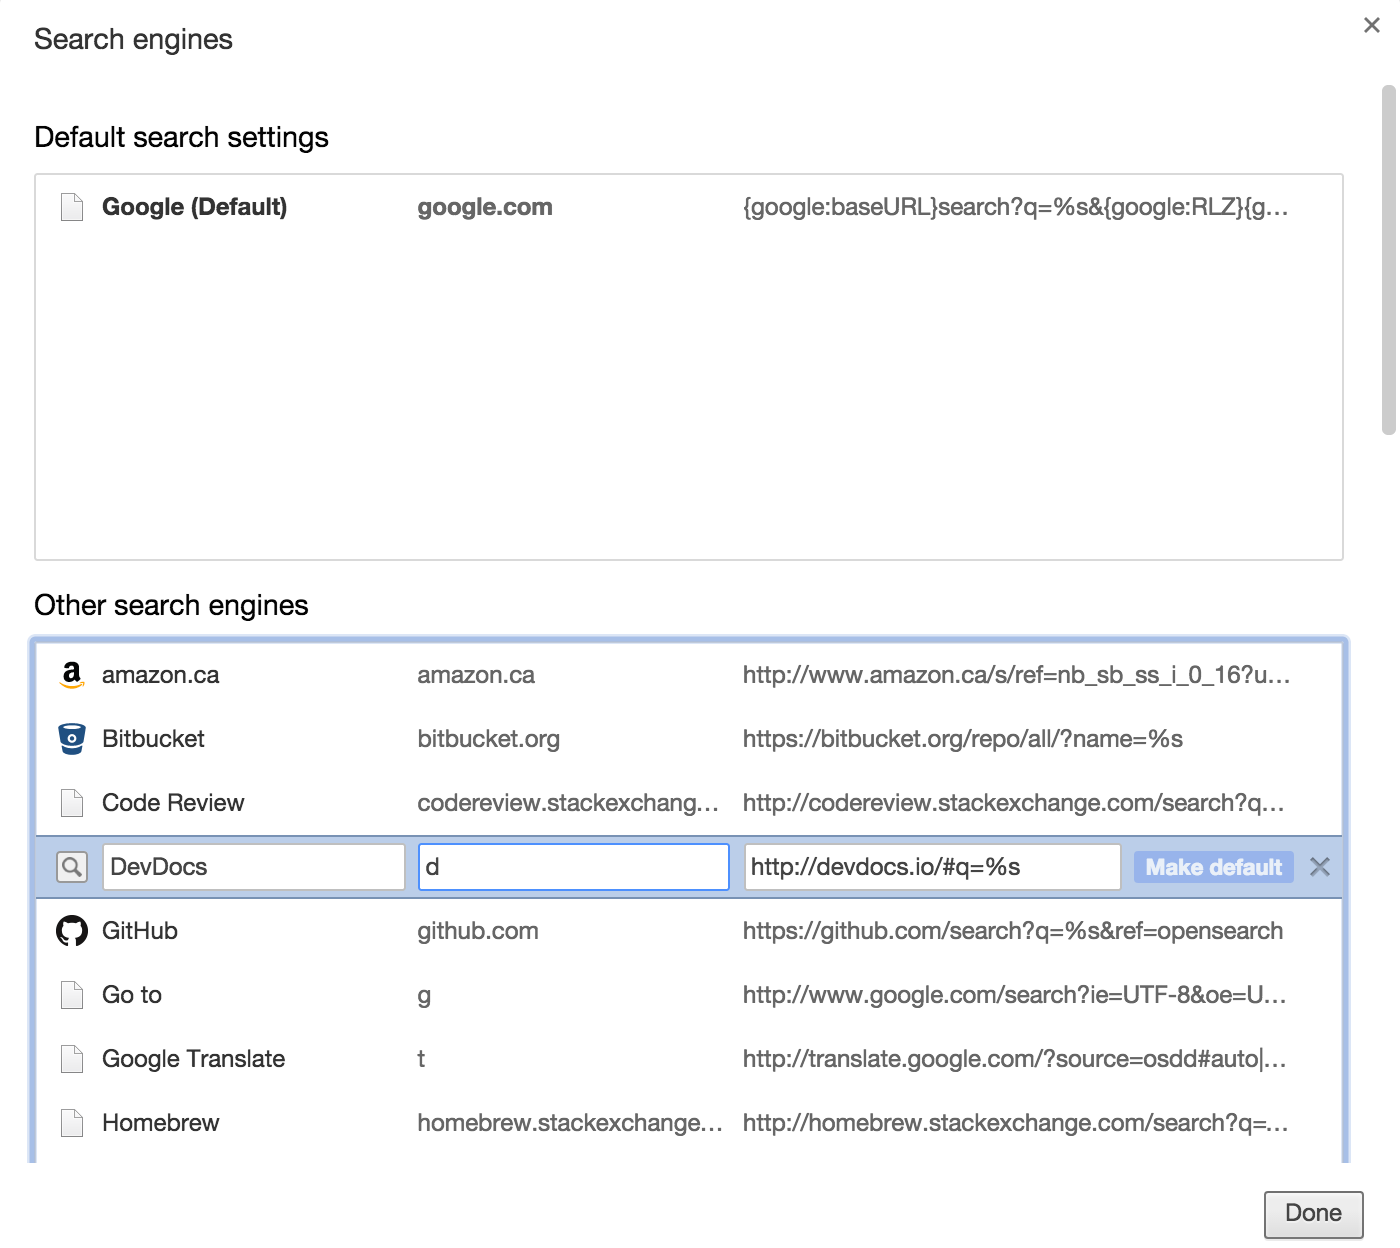 Search engines
Default search settings
Google (Default) google.com {google:baseURL}search?q=%s&{google:RLZ}{g...
Other search engines
amazon.ca amazon.ca http://www.amazon.ca/s/ref=nb_sb_ss_i_0_16?u...
Bitbucket bitbucket.org https://bitbucket.org/repo/all/?name=%s
Code Review codereview.stackexchang... http://codereview.stackexchange.com/search?q...
DevDocs d http://devdocs.io/#q=%s Make default
GitHub github.com https://github.com/search?q=%s&ref=opensearch
Go to g http://www.google.com/search?ie=UTF-8&oe=U...
Google Translate t http://translate.google.com/?source=osdd#auto|...
Homebrew homebrew.stackexchange... http://homebrew.stackexchange.com/search?q=...
Done